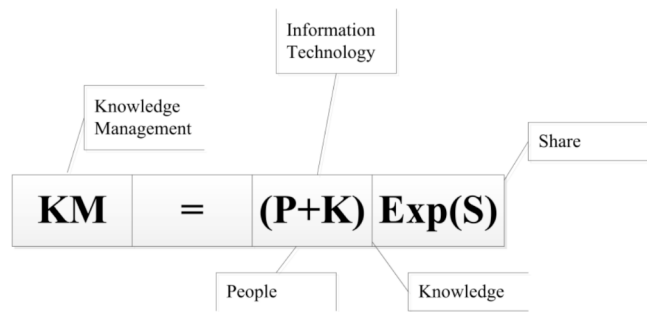 Information
Technology
Knowledge
Management
Share
KM = (P+K) Exp(S)
People
Knowledge